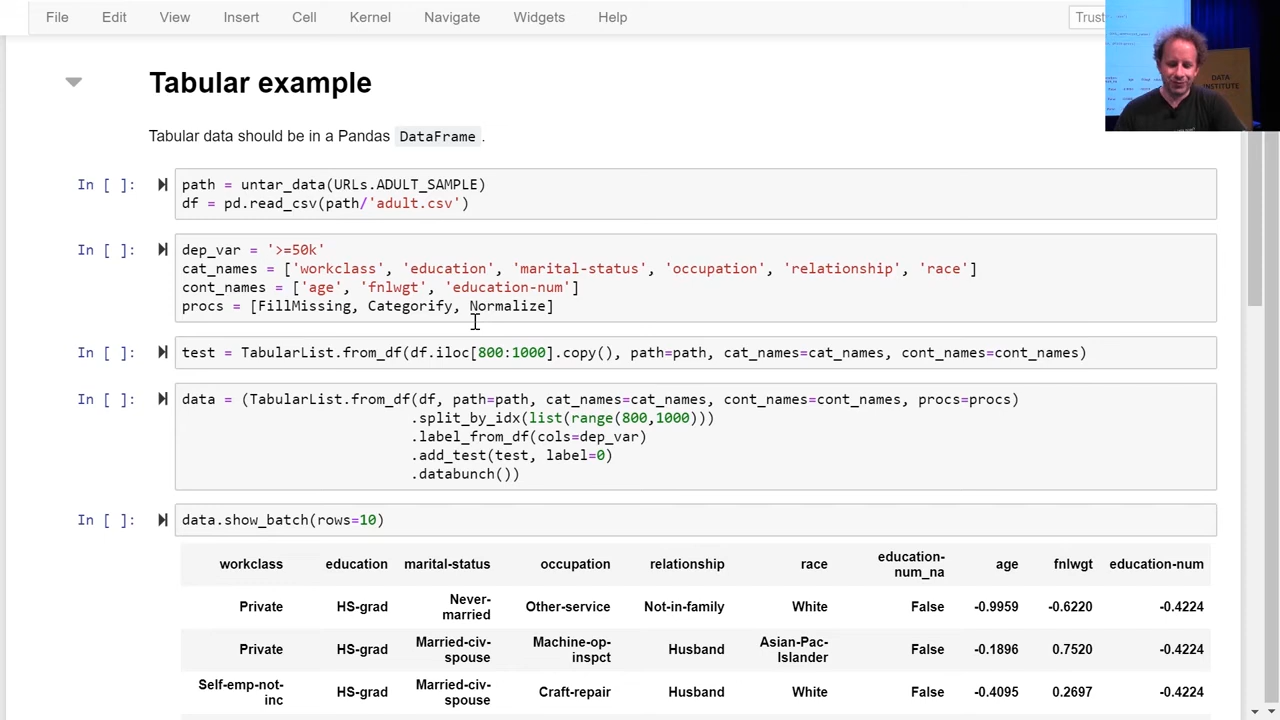 File Edit View Insert Cell Kernel Navigate Widgets Help Trust
DATA
INSTITUTE
Tabular example
Tabular data should be in a Pandas DataFrame.
In [ ]: path = untar_data(URLs.ADULT_SAMPLE)
df = pd.read_csv(path/'adult.csv')
In [ ]: dep_var = '>=50k'
cat_names = ['workclass', 'education', 'marital-status', 'occupation', 'relationship', 'race']
cont_names = ['age', 'fnlwgt', 'education-num']
procs = [FillMissing, Categorify, Normalize]
In [ ]: test = TabularList.from_df(df.iloc[800:1000].copy(), path=path, cat_names=cat_names, cont_names=cont_names)
In [ ]: data = (TabularList.from_df(df, path=path, cat_names=cat_names, cont_names=cont_names, procs=procs)
.split_by_idx(list(range(800,1000)))
.label_from_df(cols=dep_var)
.add_test(test, label=0)
.databunch())
In [ ]: data.show_batch(rows=10)
workclass education marital-status occupation relationship race education-num_na age fnlwgt education-num
Private HS-grad Never-married Other-service Not-in-family White False -0.9959 -0.6220 -0.4224
Private HS-grad Married-civ-spouse Machine-op-inspct Husband Asian-Pac-Islander False -0.1896 0.7520 -0.4224
Self-emp-not-inc HS-grad Married-civ-spouse Craft-repair Husband White False -0.4095 0.2697 -0.4224